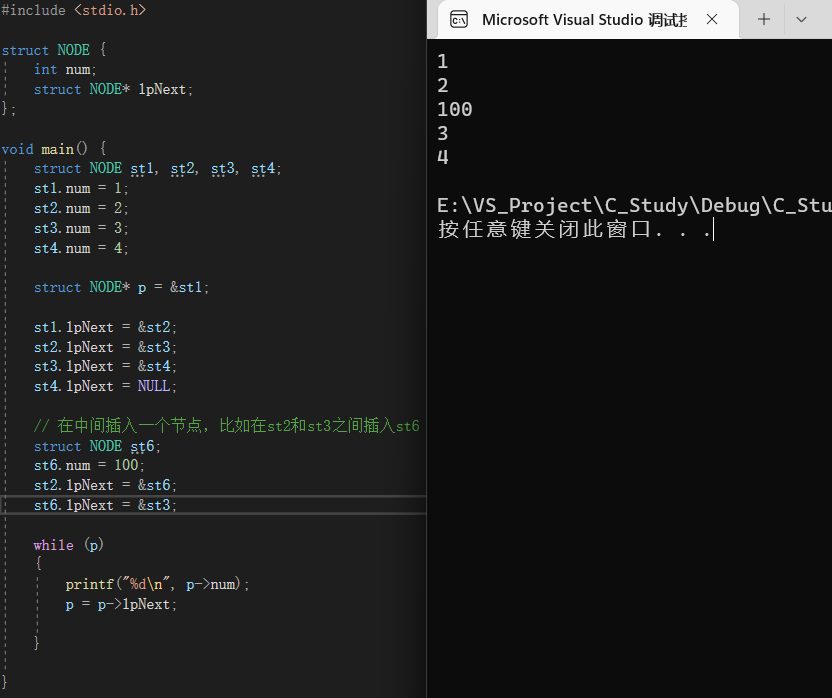 #include <stdio.h>
struct NODE {
int num;
struct NODE* lpNext;
};
void main() {
struct NODE st1, st2, st3, st4;
st1.num = 1;
st2.num = 2;
st3.num = 3;
st4.num = 4;
struct NODE* p = &st1;
st1.lpNext = &st2;
st2.lpNext = &st3;
st3.lpNext = &st4;
st4.lpNext = NULL;
// 在中间插入一个节点，比如在st2和st3之间插入st6
struct NODE st6;
st6.num = 100;
st2.lpNext = &st6;
st6.lpNext = &st3;
while (p)
{
printf("%d\n", p->num);
p = p->lpNext;
}
}
Microsoft Visual Studio 调试
1
2
100
3
4
E:\VS_Project\C_Study\Debug\C_Stu
按任意键关闭此窗口. . .